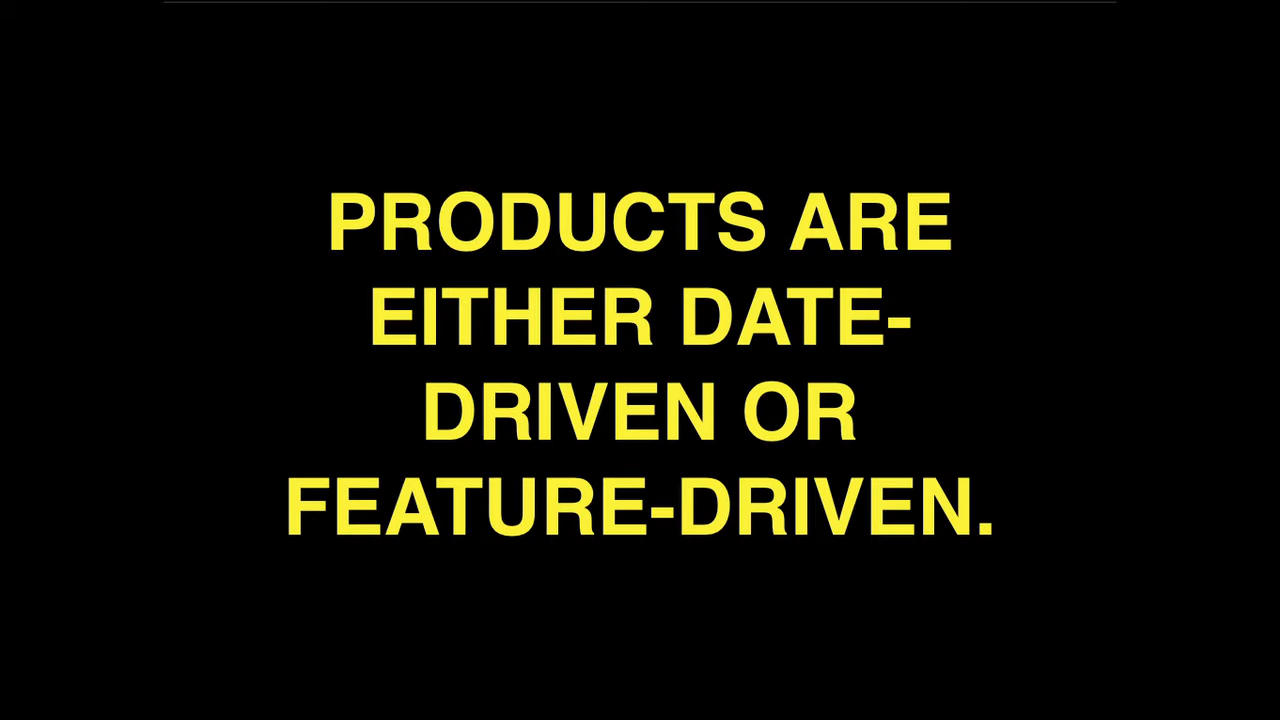 PRODUCTS ARE
EITHER DATE-
DRIVEN OR
FEATURE-DRIVEN.